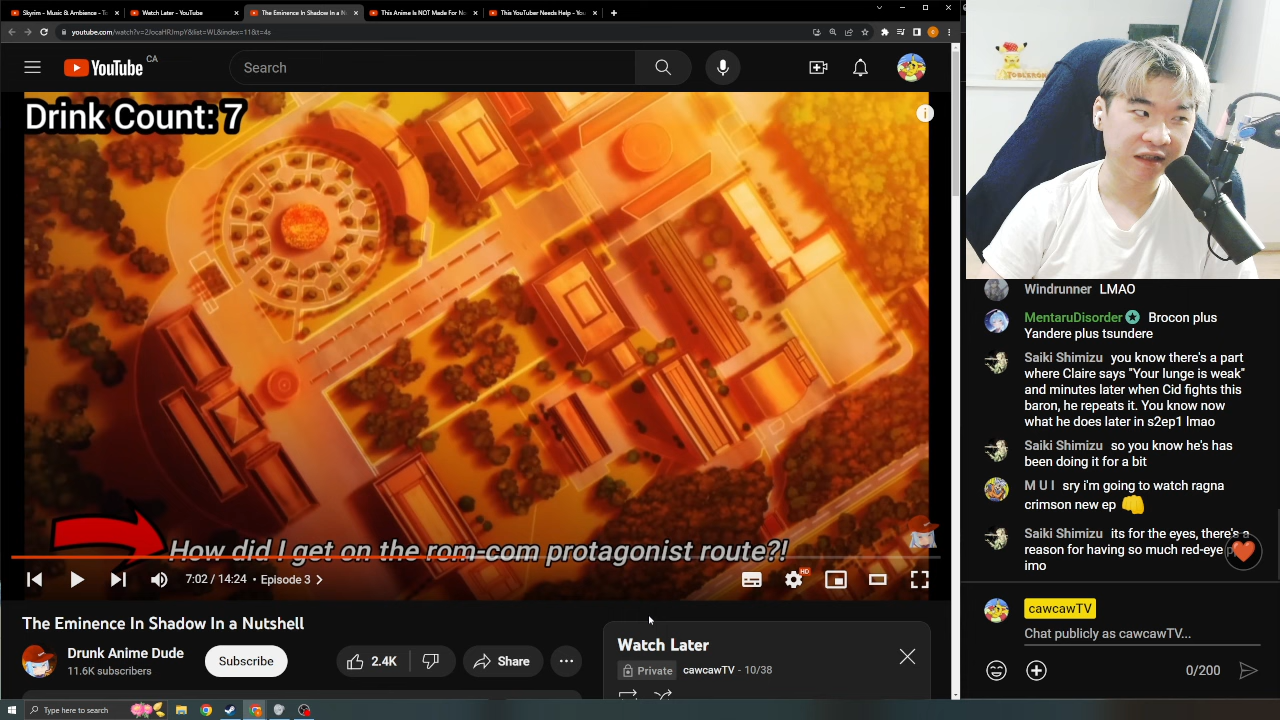 Skyrim - Music & Ambience - T
Watch Later - YouTube
The Eminence In Shadow In a N
This Anime Is NOT Made For N
This YouTuber Needs Help - Yo
youtube.com/watch?v=2JocaHRJmpY&list=WL&index=11&t=4s
YouTube CA
Search
Drink Count: 7
How did I get on the rom-com protagonist route?!
7:02 / 14:24 • Episode 3
HD
The Eminence In Shadow In a Nutshell
Drunk Anime Dude
11.6K subscribers
Subscribe
2.4K
Share
Watch Later
Private
cawcawTV - 10/38
Windrunner LMAO
MentaruDisorder Brocon plus
Yandere plus tsundere
Saiki Shimizu you know there's a part
where Claire says "Your lunge is weak"
and minutes later when Cid fights this
baron, he repeats it. You know now
what he does later in s2ep1 lmao
Saiki Shimizu so you know he's has
been doing it for a bit
M U I sry i'm going to watch ragna
crimson new ep
Saiki Shimizu its for the eyes, there's a
reason for having so much red-eye
imo
cawcawTV
Chat publicly as cawcawTV...
0/200
Type here to search